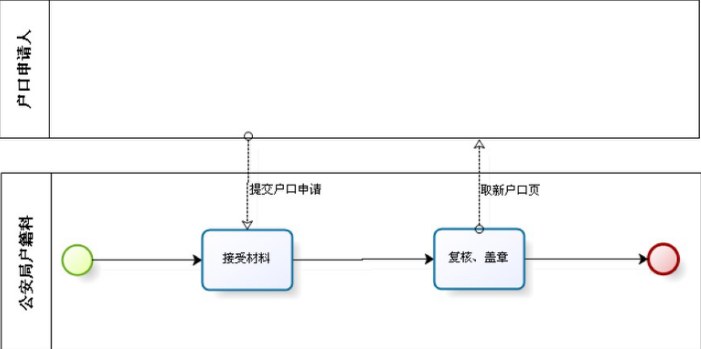 户口申请人
提交户口申请
取新户口页
公安局户籍科
接受材料
复核、盖章